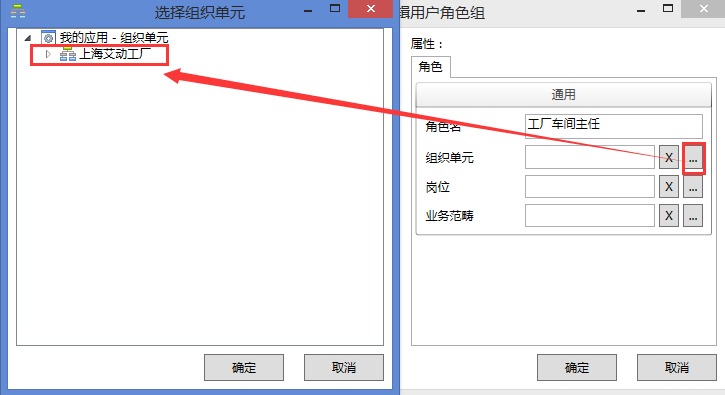 选择组织单元
我的应用 - 组织单元
上海艾动工厂
确定
取消
辑用户角色组
属性：
角色
通用
角色名
工厂车间主任
组织单元
X
...
岗位
X
...
业务范畴
X
...
确定
取消